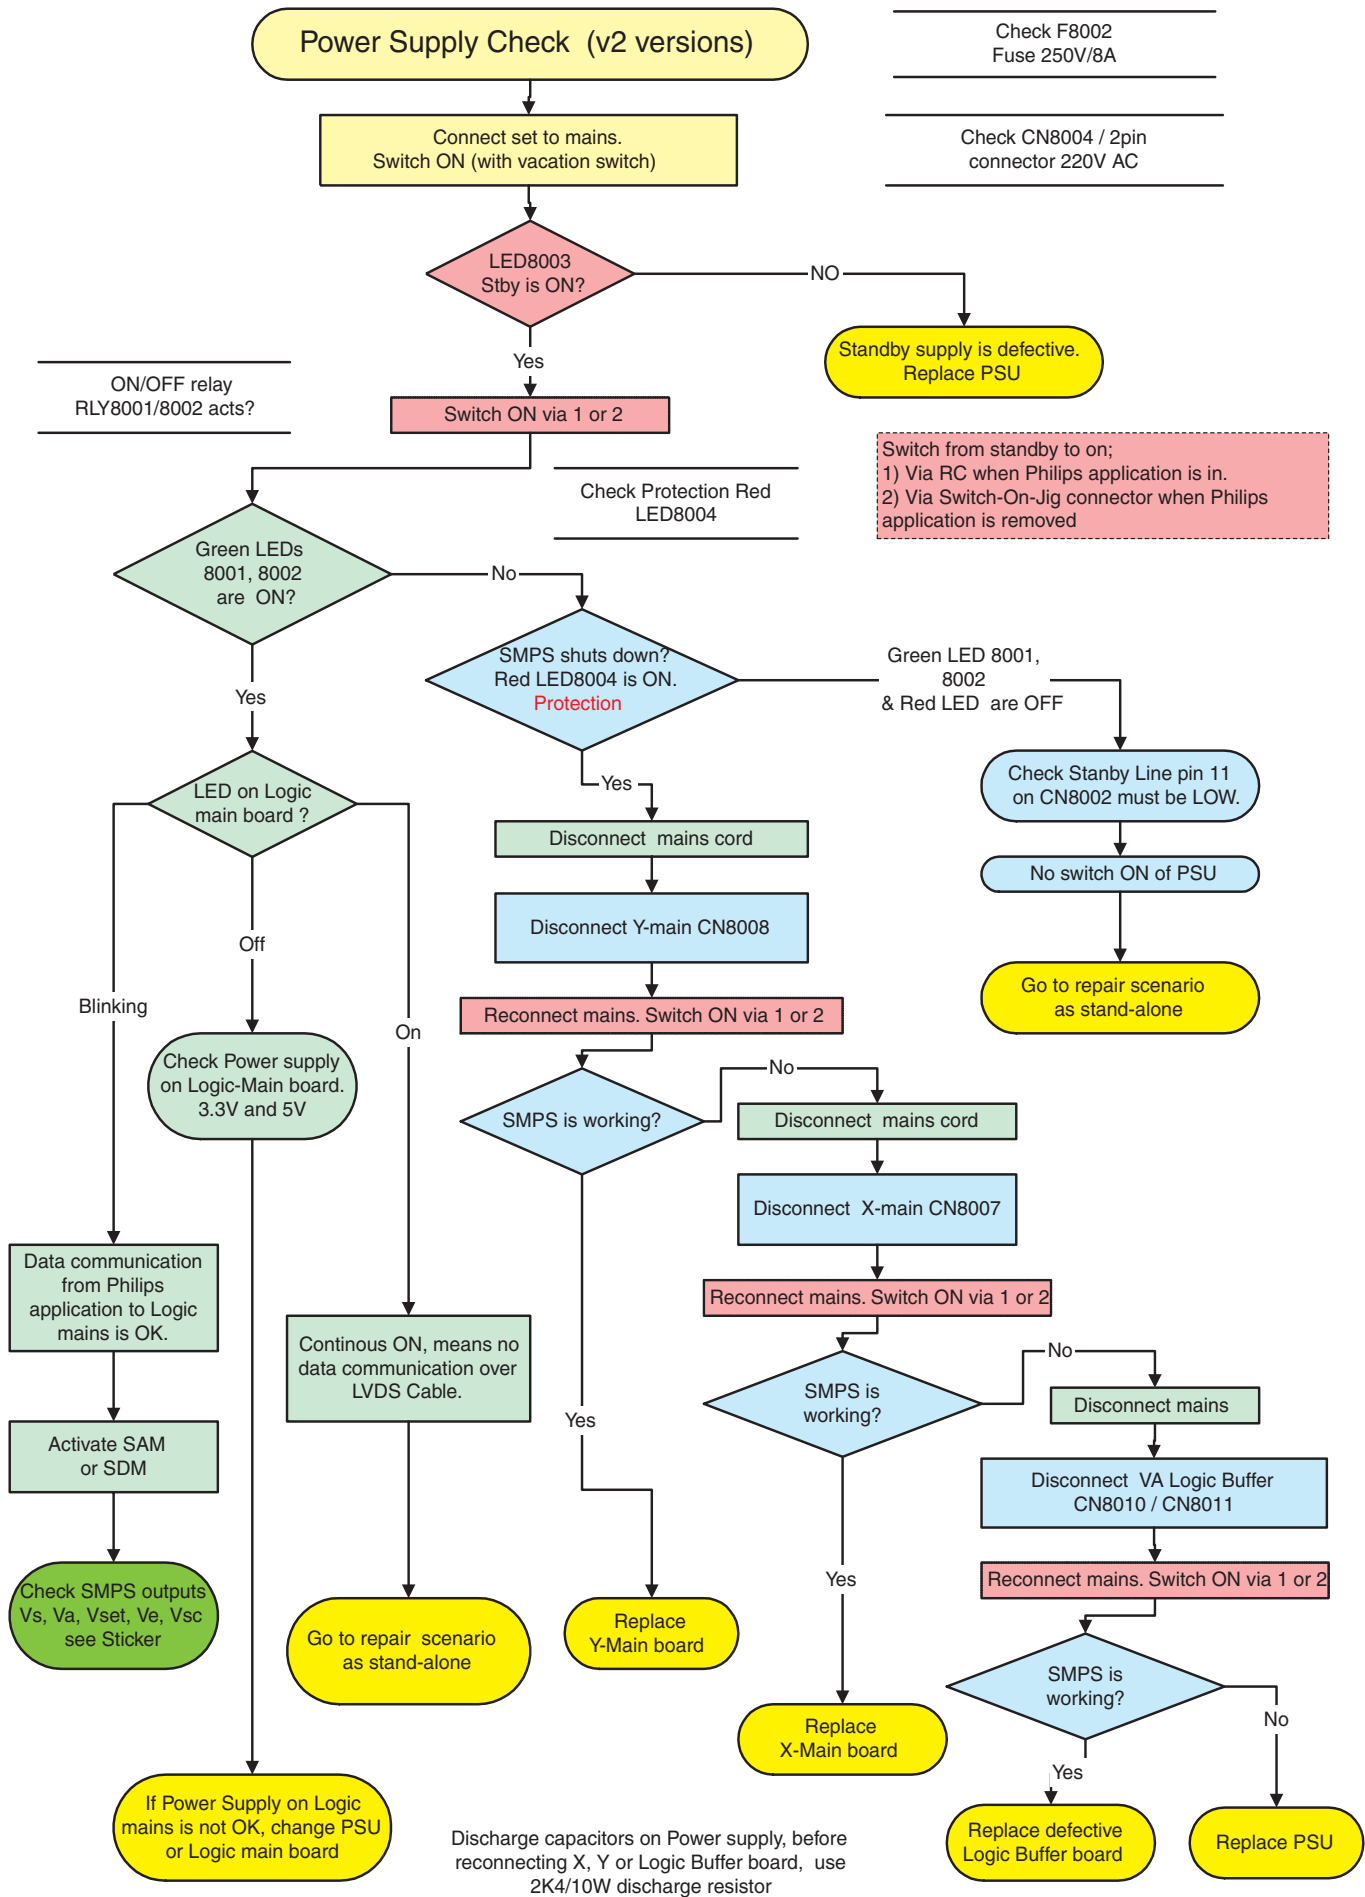 Power Supply Check (v2 versions)
Check F8002
Fuse 250V/8A
Connect set to mains.
Switch ON (with vacation switch)
Check CN8004 / 2pin
connector 220V AC
LED8003
Stby is ON?
NO
Standby supply is defective.
Replace PSU
Yes
ON/OFF relay
RLY8001/8002 acts?
Switch ON via 1 or 2
Switch from standby to on;
1) Via RC when Philips application is in.
2) Via Switch-On-Jig connector when Philips
application is removed
Check Protection Red
LED8004
Green LEDs
8001, 8002
are ON?
No
SMPS shuts down?
Red LED8004 is ON.
Protection
Green LED 8001,
8002
& Red LED are OFF
Yes
Check Stanby Line pin 11
on CN8002 must be LOW.
No switch ON of PSU
Go to repair scenario
as stand-alone
LED on Logic
main board ?
Yes
Disconnect mains cord
Disconnect Y-main CN8008
Reconnect mains. Switch ON via 1 or 2
Off
Blinking
On
Check Power supply
on Logic-Main board.
3.3V and 5V
SMPS is working?
No
Disconnect mains cord
Disconnect X-main CN8007
Reconnect mains. Switch ON via 1 or 2
Data communication
from Philips
application to Logic
mains is OK.
Continous ON, means no
data communication over
LVDS Cable.
SMPS is
working?
No
Disconnect mains
Yes
Activate SAM
or SDM
Disconnect VA Logic Buffer
CN8010 / CN8011
Reconnect mains. Switch ON via 1 or 2
Yes
Check SMPS outputs
Vs, Va, Vset, Ve, Vsc
see Sticker
Go to repair scenario
as stand-alone
Replace
Y-Main board
SMPS is
working?
No
Replace
X-Main board
Yes
If Power Supply on Logic
mains is not OK, change PSU
or Logic main board
Replace defective
Logic Buffer board
Replace PSU
Discharge capacitors on Power supply, before
reconnecting X, Y or Logic Buffer board, use
2K4/10W discharge resistor